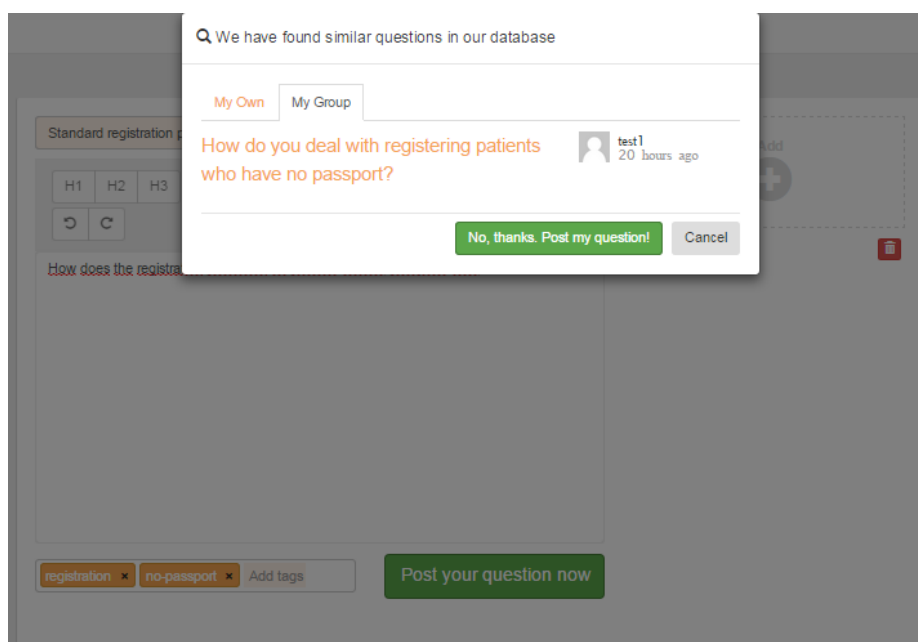 We have found similar questions in our database
My Own
My Group
How do you deal with registering patients
who have no passport?
test1
20 hours ago
No, thanks. Post my question!
Cancel
Standard registration
Add
H1
H2
H3
How does the
registration ×
no-passport ×
Add tags
Post your question now